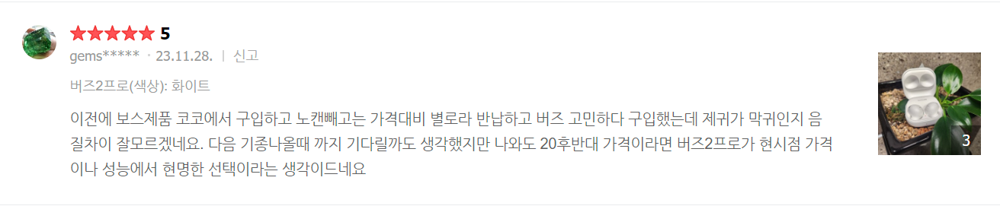 ★★★★★ 5
gems***** · 23.11.28. | 신고
버즈2프로(색상): 화이트
이전에 보스제품 코코에서 구입하고 노캔빼고는 가격대비 별로라 반납하고 버즈 고민하다 구입했는데 제귀가 막귀인지 음
질차이 잘모르겠네요. 다음 기종나올때 까지 기다릴까도 생각했지만 나와도 20후반대 가격이라면 버즈2프로가 현시점 가격
이나 성능에서 현명한 선택이라는 생각이드네요
3